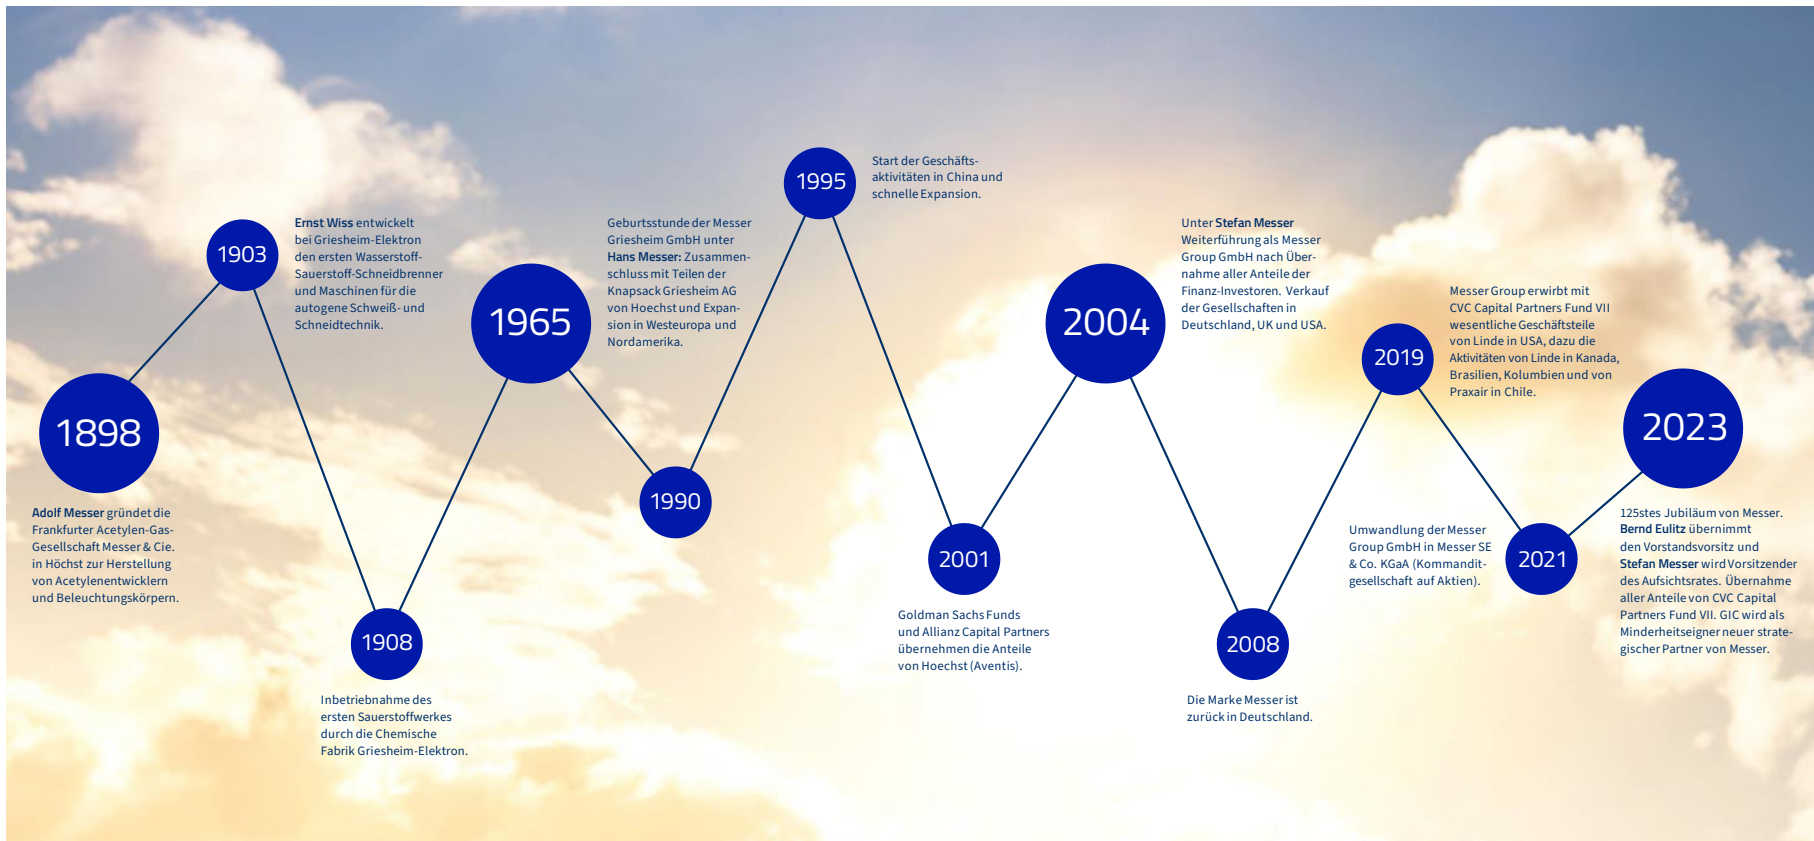 1898
Adolf Messer gründet die
Frankfurter Acetylen-Gas-
Gesellschaft Messer & Cie.
in Höchst zur Herstellung
von Acetylenentwicklern
und Beleuchtungskörpern.
1903
Ernst Wiss entwickelt
bei Griesheim-Elektron
den ersten Wasserstoff-
Sauerstoff-Schneidbrenner
und Maschinen für die
autogene Schweiß- und
Schneidtechnik.
1908
Inbetriebnahme des
ersten Sauerstoffwerkes
durch die Chemische
Fabrik Griesheim-Elektron.
1965
Geburtsstunde der Messer
Griesheim GmbH unter
Hans Messer: Zusammen-
schluss mit Teilen der
Knapsack Griesheim AG
von Hoechst und Expan-
sion in Westeuropa und
Nordamerika.
1990
1995
Start der Geschäfts-
aktivitäten in China und
schnelle Expansion.
2001
Goldman Sachs Funds
und Allianz Capital Partners
übernehmen die Anteile
von Hoechst (Aventis).
2004
Unter Stefan Messer
Weiterführung als Messer
Group GmbH nach Über-
nahme aller Anteile der
Finanz-Investoren. Verkauf
der Gesellschaften in
Deutschland, UK und USA.
2008
Die Marke Messer ist
zurück in Deutschland.
2019
Messer Group erwirbt mit
CVC Capital Partners Fund VII
wesentliche Geschäftsteile
von Linde in USA, dazu die
Aktivitäten von Linde in Kanada,
Brasilien, Kolumbien und von
Praxair in Chile.
2021
Umwandlung der Messer
Group GmbH in Messer SE
& Co. KGaA (Kommandit-
gesellschaft auf Aktien).
2023
125stes Jubiläum von Messer.
Bernd Eulitz übernimmt
den Vorstandsvorsitz und
Stefan Messer wird Vorsitzender
des Aufsichtsrates. Übernahme
aller Anteile von CVC Capital
Partners Fund VII. GIC wird als
Minderheitseigner neuer strate-
gischer Partner von Messer.